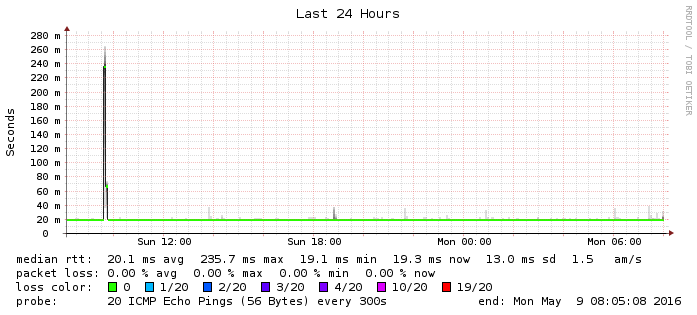 Last 24 Hours
RRDTOOL / TOBI OETIKER
Seconds
280 m
260 m
240 m
220 m
200 m
180 m
160 m
140 m
120 m
100 m
80 m
60 m
40 m
20 m
0
Sun 12:00 Sun 18:00 Mon 00:00 Mon 06:00
median rtt: 20.1 ms avg 235.7 ms max 19.1 ms min 19.3 ms now 13.0 ms sd 1.5 am/s
packet loss: 0.00 % avg 0.00 % max 0.00 % min 0.00 % now
loss color: 0 1/20 2/20 3/20 4/20 10/20 19/20
probe: 20 ICMP Echo Pings (56 Bytes) every 300s end: Mon May 9 08:05:08 2016